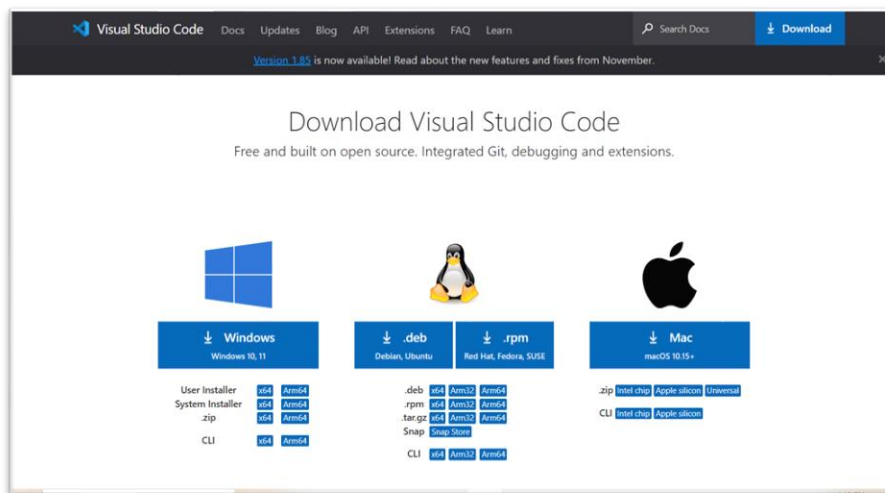 Visual Studio Code Docs Updates Blog API Extensions FAQ Learn Search Docs Download
Version 1.85 is now available! Read about the new features and fixes from November.
Download Visual Studio Code
Free and built on open source. Integrated Git, debugging and extensions.
Windows
Windows 10, 11
.deb
Debian, Ubuntu
.rpm
Red Hat, Fedora, SUSE
Mac
macOS 10.15+
User Installer x64 Arm64
System Installer x64 Arm64
.zip x64 Arm64
CLI x64 Arm64
.deb x64 Arm32 Arm64
.rpm x64 Arm32 Arm64
.tar.gz x64 Arm32 Arm64
Snap Snap Store
CLI x64 Arm32 Arm64
.zip Intel chip Apple silicon Universal
CLI Intel chip Apple silicon